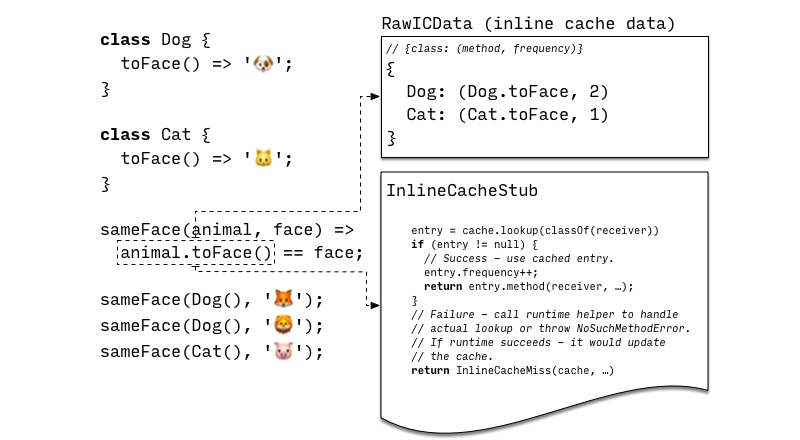 class Dog {
toFace() => '🐶';
}
class Cat {
toFace() => '🐱';
}
sameFace(animal, face) =>
animal.toFace() == face;
sameFace(Dog(), '🦊');
sameFace(Dog(), '🦁');
sameFace(Cat(), '🐷');
RawICData (inline cache data)
// {class: (method, frequency)}
{
Dog: (Dog.toFace, 2)
Cat: (Cat.toFace, 1)
}
InlineCacheStub
entry = cache.lookup(classOf(receiver))
if (entry != null) {
// Success – use cached entry.
entry.frequency++;
return entry.method(receiver, …);
}
// Failure – call runtime helper to handle
// actual lookup or throw NoSuchMethodError.
// If runtime succeeds – it would update
// the cache.
return InlineCacheMiss(cache, …)